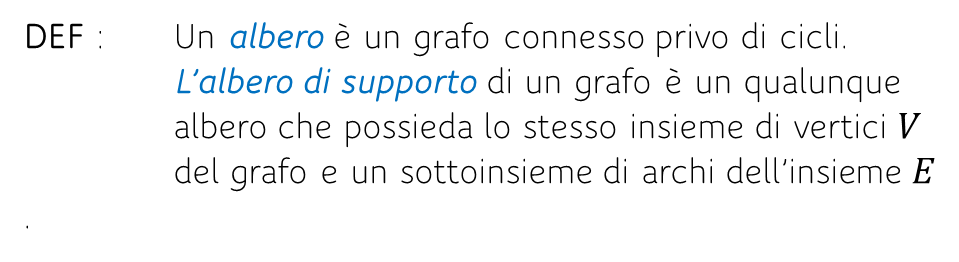 DEF : Un albero è un grafo connesso privo di cicli.
L'albero di supporto di un grafo è un qualunque
albero che possieda lo stesso insieme di vertici V
del grafo e un sottoinsieme di archi dell'insieme E
.